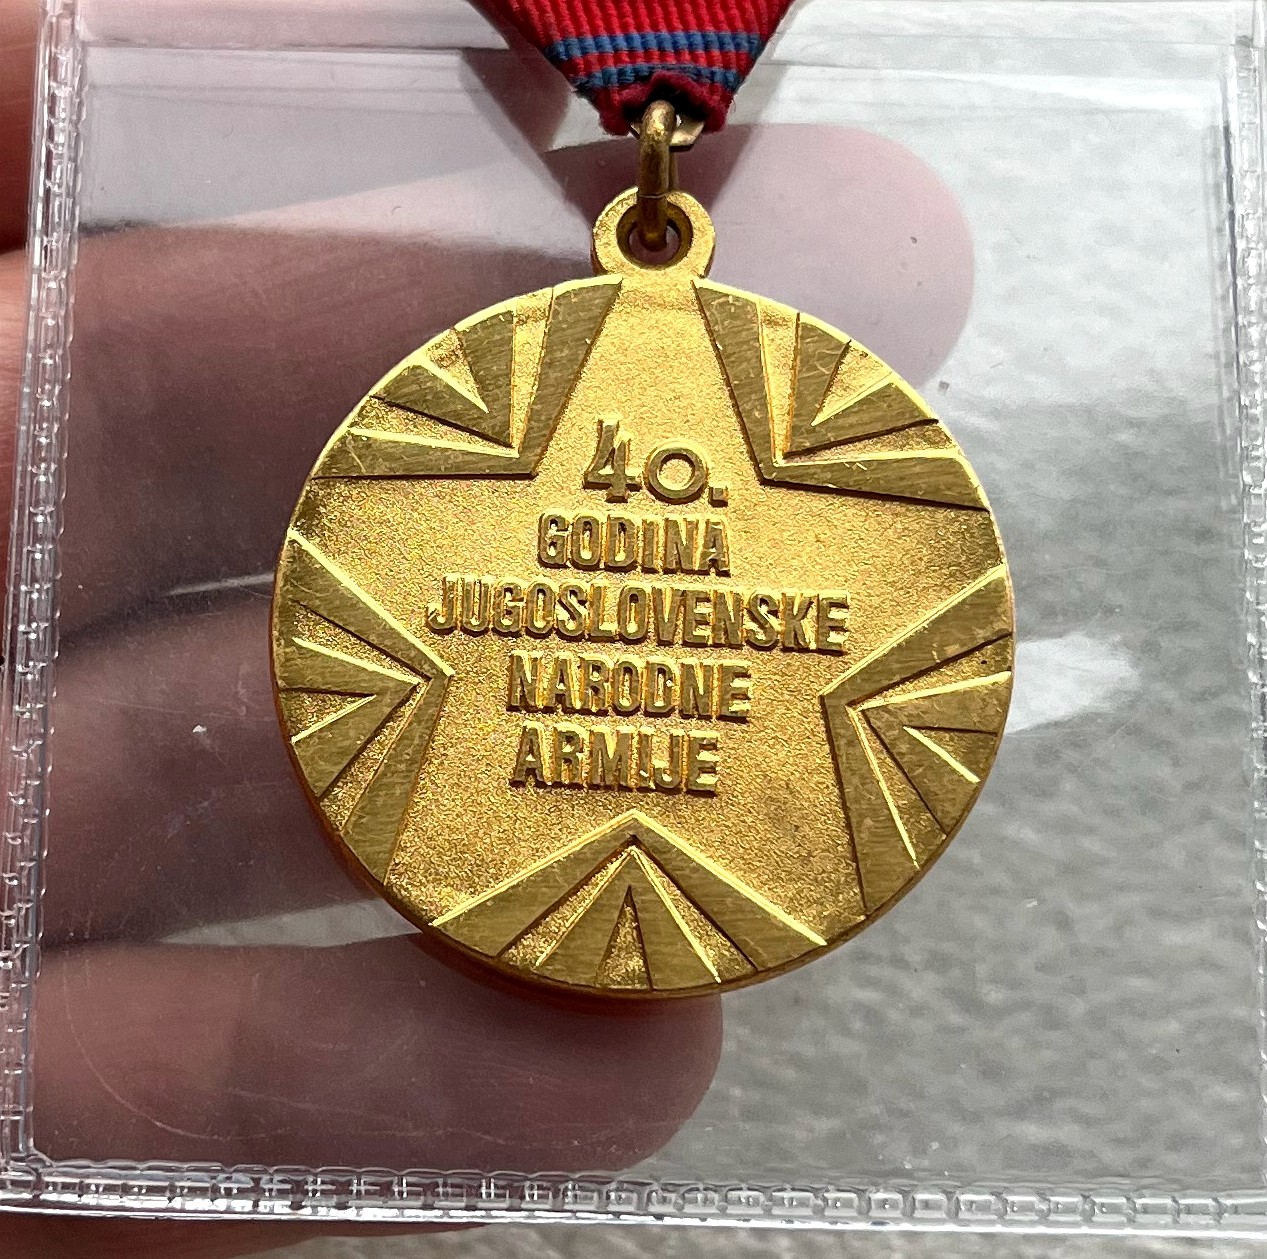 40.
GODINA
JUGOSLOVENSKE
NARODNE
ARMIJE